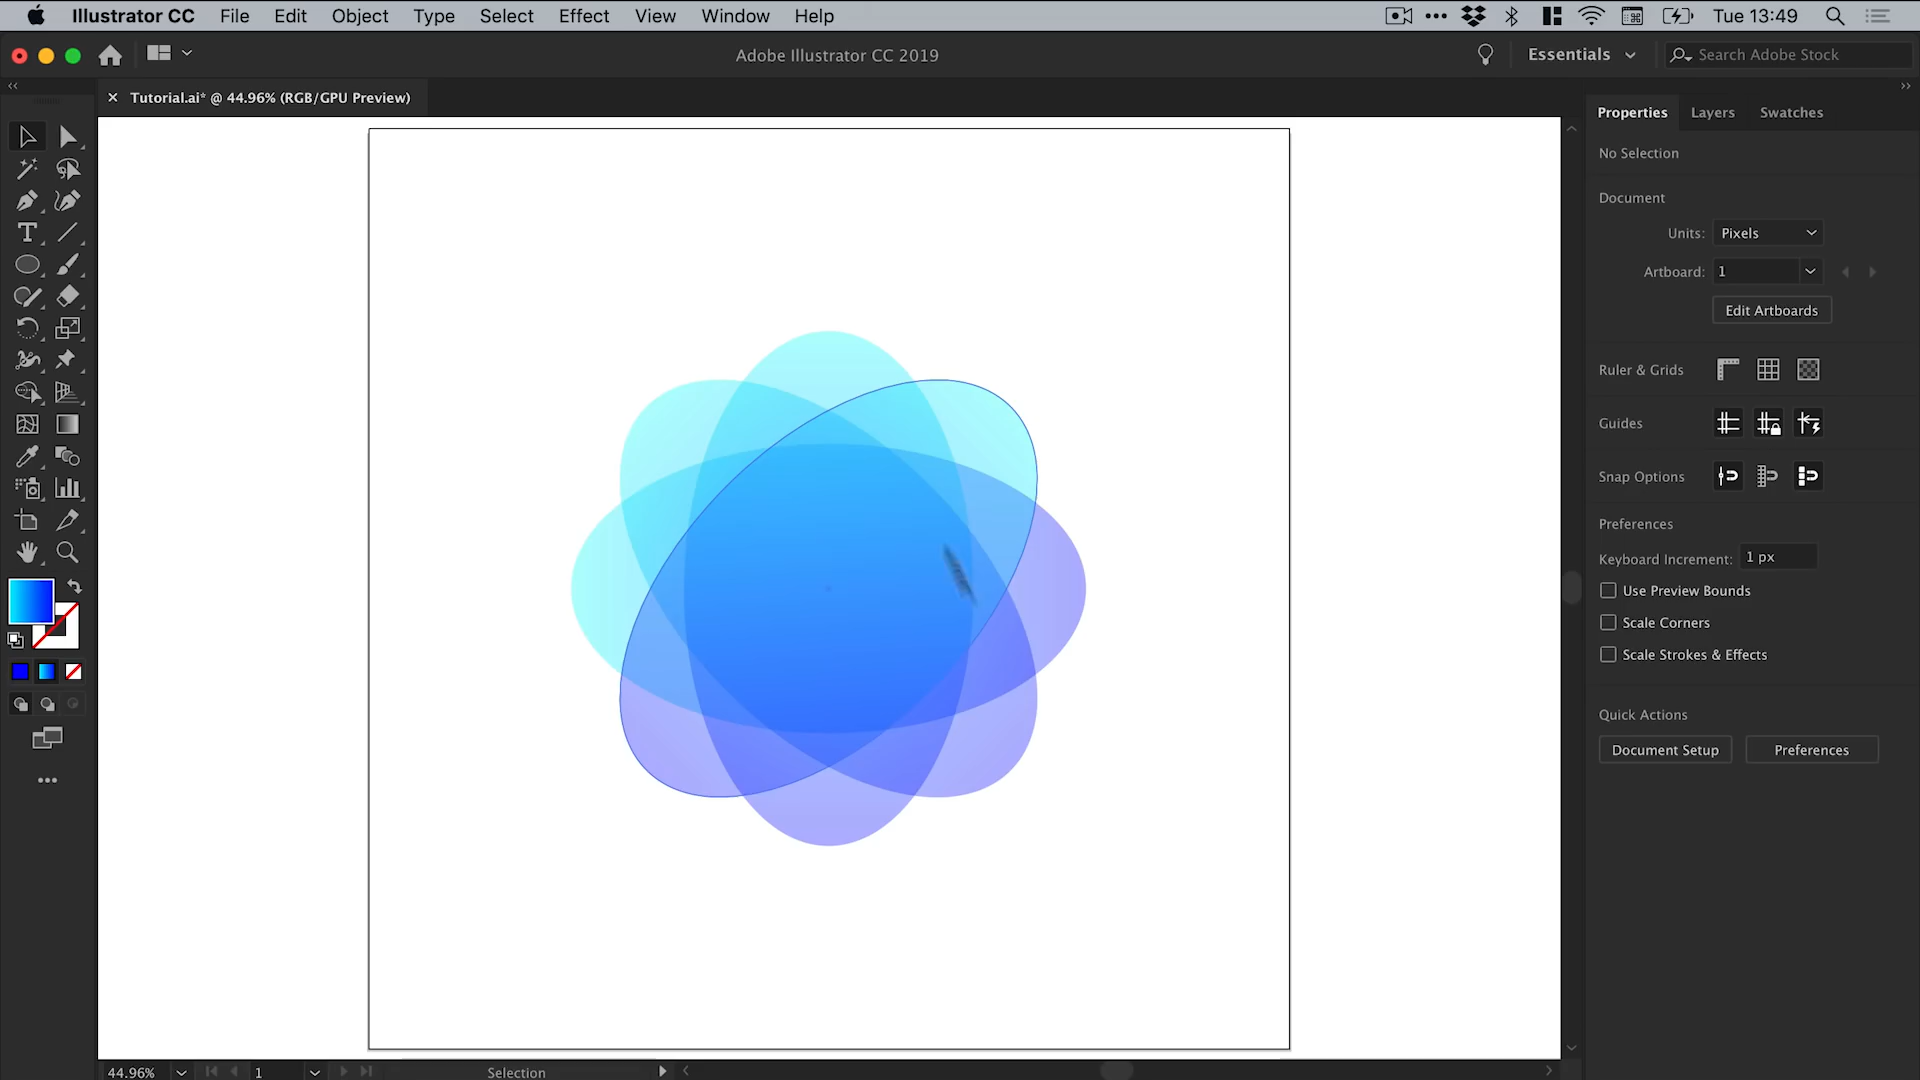 Illustrator CC File Edit Object Type Select Effect View Window Help Tue 13:49
Adobe Illustrator CC 2019 Essentials Search Adobe Stock
Tutorial.ai* @ 44.96% (RGB/GPU Preview)
Properties Layers Swatches
No Selection
Document
Units: Pixels
Artboard: 1
Edit Artboards
Ruler & Grids
Guides
Snap Options
Preferences
Keyboard Increment: 1 px
Use Preview Bounds
Scale Corners
Scale Strokes & Effects
Quick Actions
Document Setup Preferences
44.96% 1 Selection